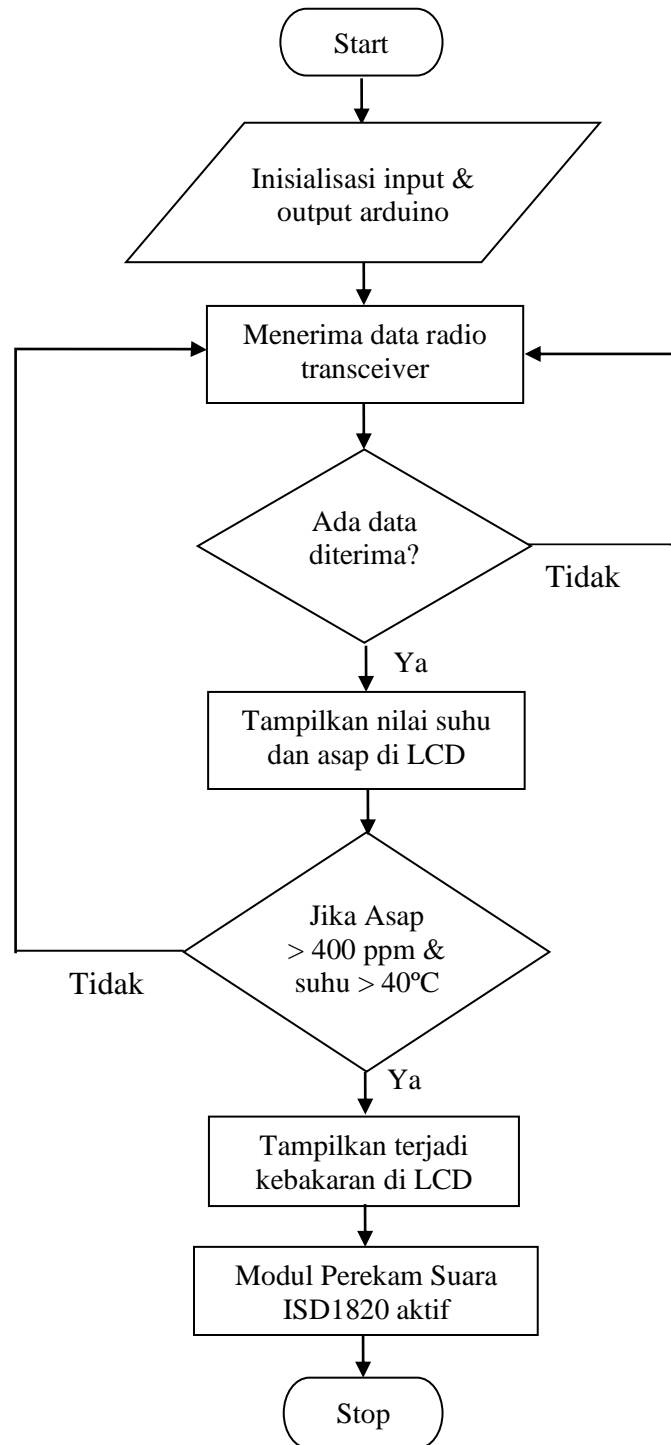 Start
Inisialisasi input &
output arduino
Menerima data radio
transceiver
Ada data
diterima?
Tidak
Ya
Tampilkan nilai suhu
dan asap di LCD
Jika Asap
> 400 ppm &
suhu > 40ºC
Tidak
Ya
Tampilkan terjadi
kebakaran di LCD
Modul Perekam Suara
ISD1820 aktif
Stop